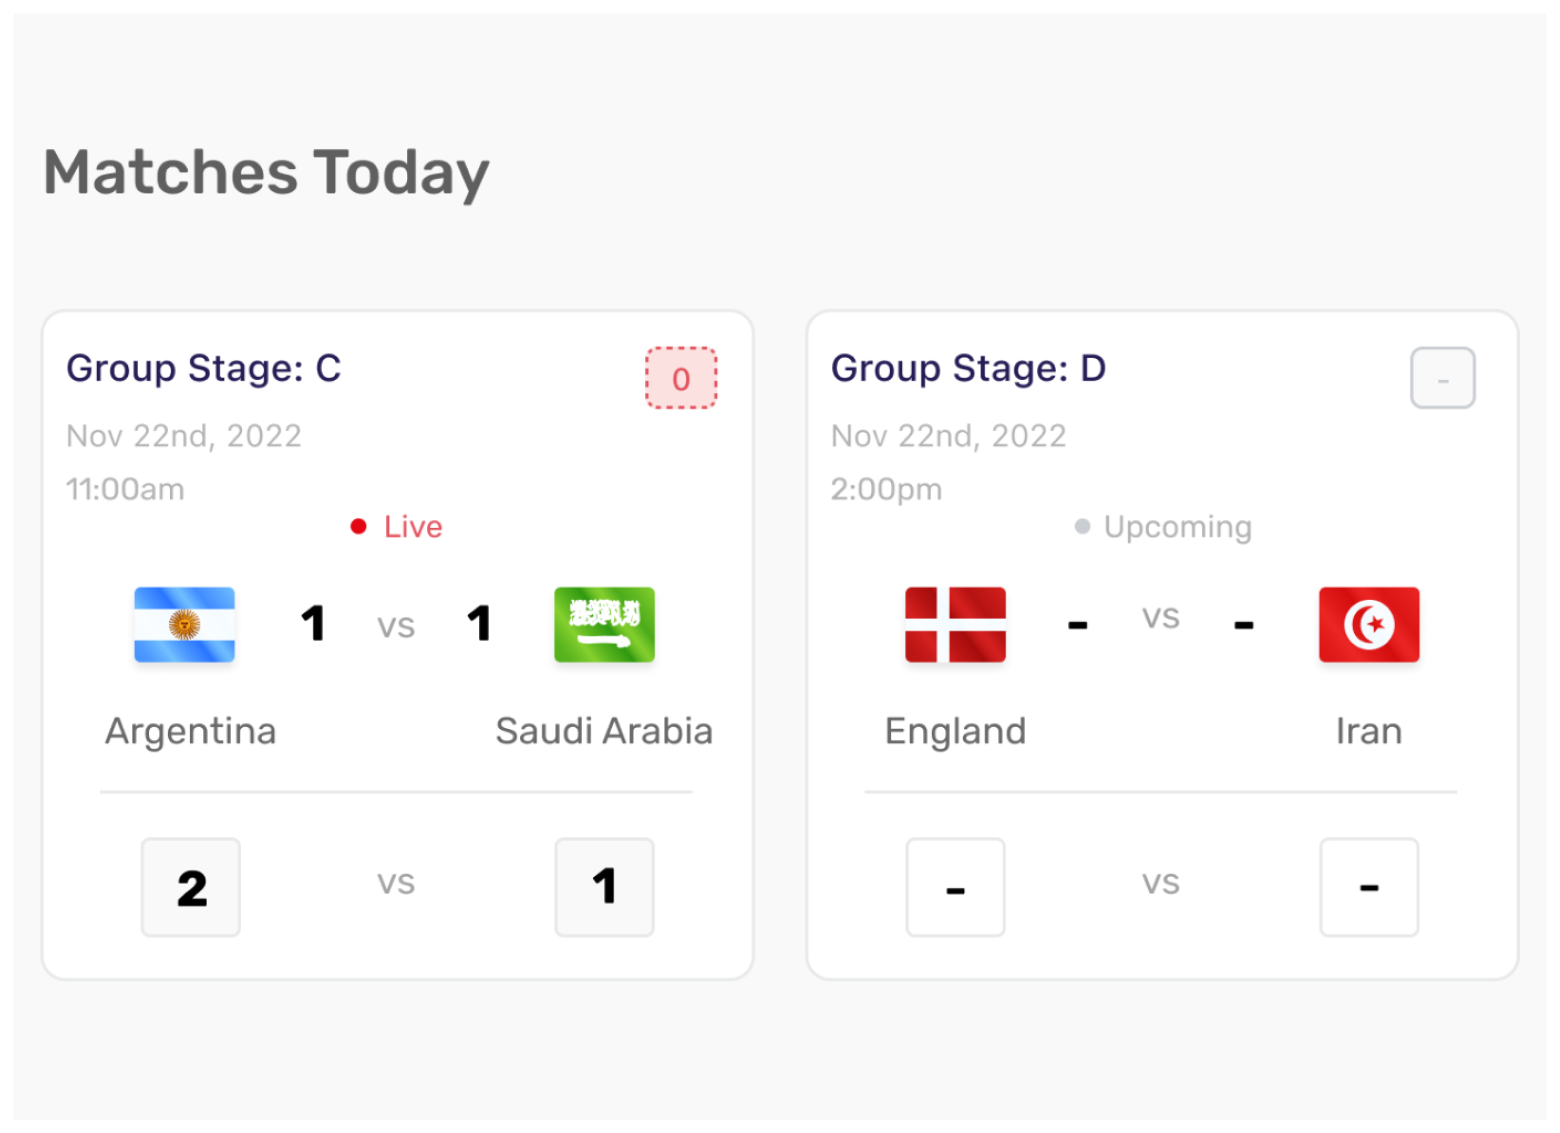 Matches Today
Group Stage: C
0
Nov 22nd, 2022
11:00am
Live
1 vs 1
Argentina
Saudi Arabia
2 vs 1
Group Stage: D
-
Nov 22nd, 2022
2:00pm
Upcoming
- vs -
England
Iran
- vs -